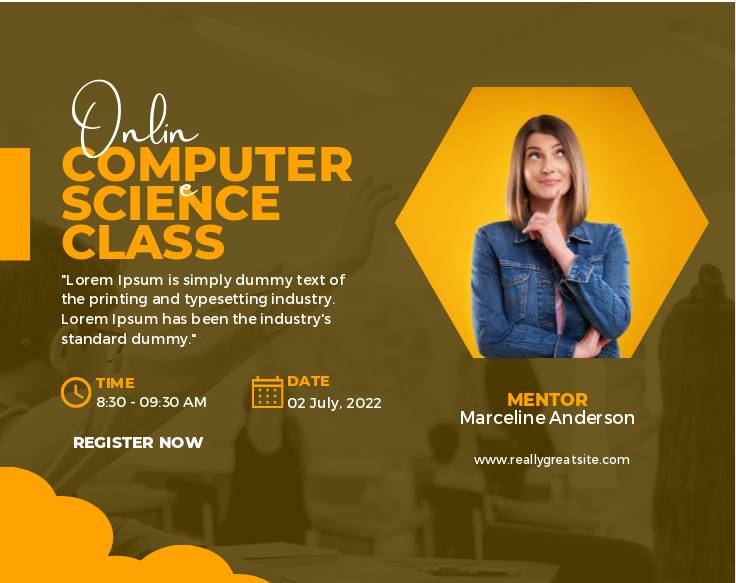 Onlin
e
COMPUTER
SCIENCE
CLASS
"Lorem Ipsum is simply dummy text of
the printing and typesetting industry.
Lorem Ipsum has been the industry's
standard dummy."
TIME
8:30 - 09:30 AM
DATE
02 July, 2022
REGISTER NOW
MENTOR
Marceline Anderson
www.reallygreatsite.com